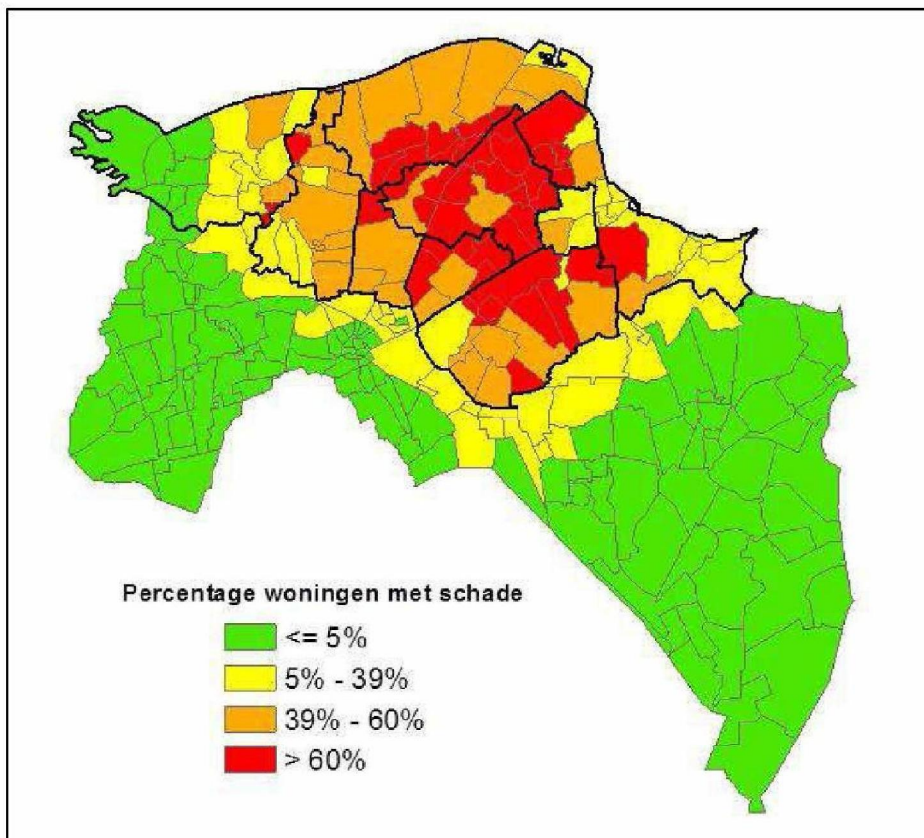 Percentage woningen met schade
<= 5%
5% - 39%
39% - 60%
> 60%